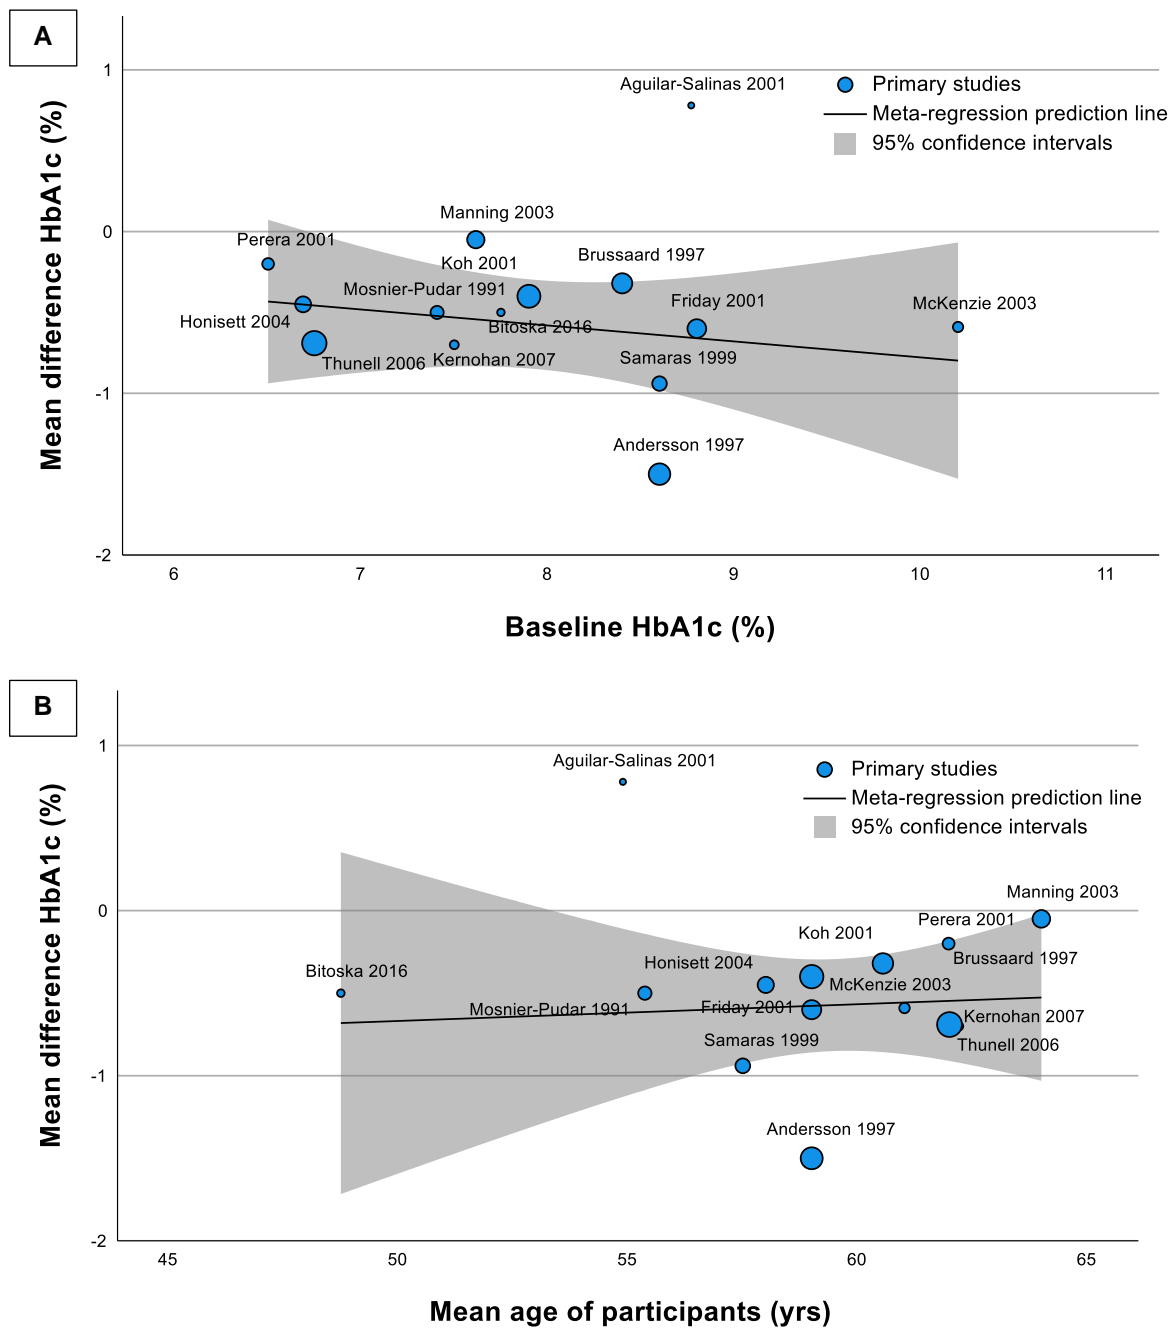 A
Mean difference HbA1c (%)
1
0
-1
-2
Aguilar-Salinas 2001
Primary studies
Meta-regression prediction line
95% confidence intervals
Manning 2003
Perera 2001
Koh 2001
Brussaard 1997
Mosnier-Pudar 1991
Friday 2001
McKenzie 2003
Honisett 2004
Bitoska 2016
Thunell 2006
Kernohan 2007
Samaras 1999
Andersson 1997
6 7 8 9 10 11
Baseline HbA1c (%)
B
Mean difference HbA1c (%)
1
0
-1
-2
Aguilar-Salinas 2001
Primary studies
Meta-regression prediction line
95% confidence intervals
Manning 2003
Perera 2001
Koh 2001
Brussaard 1997
Honisett 2004
Bitoska 2016
McKenzie 2003
Mosnier-Pudar 1991
Friday 2001
Kernohan 2007
Samaras 1999
Thunell 2006
Andersson 1997
45 50 55 60 65
Mean age of participants (yrs)